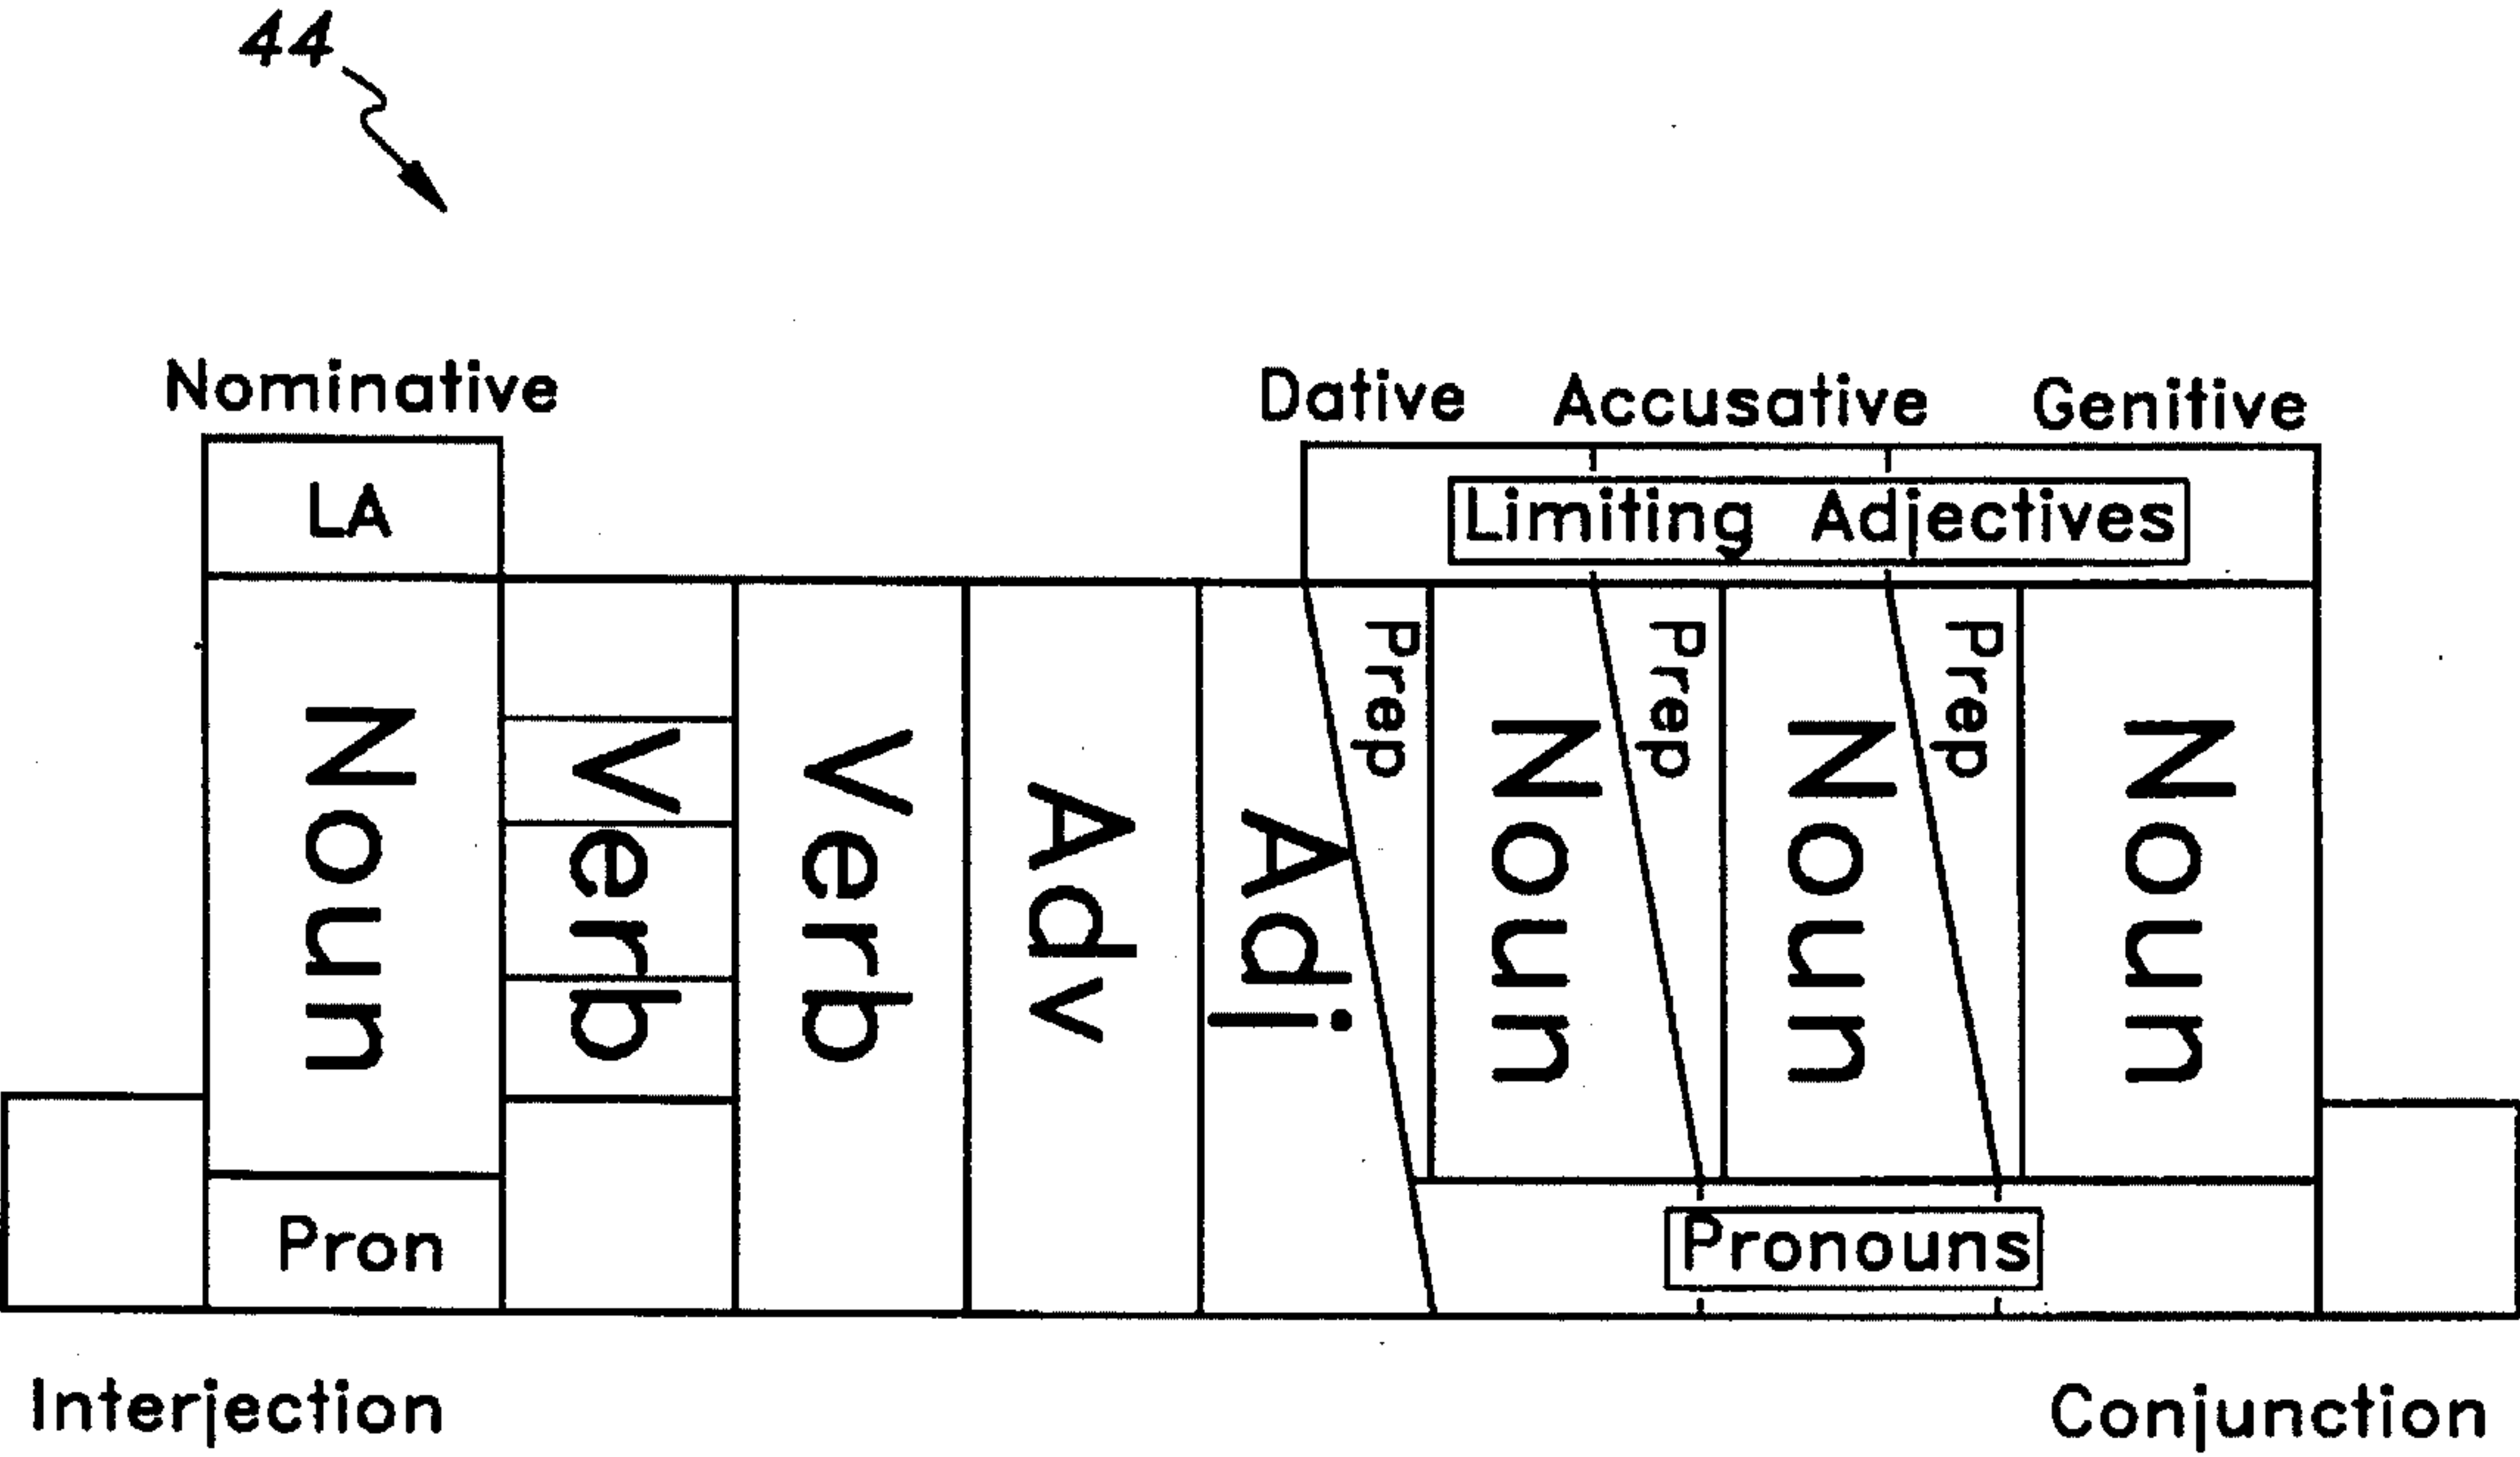 44
Nominative
Dative
Accusative
Genitive
LA
Limiting Adjectives
Noun
Verb
Verb
Adv
Adj
Prep
Noun
Prep
Noun
Prep
Noun
Pron
Pronouns
Interjection
Conjunction